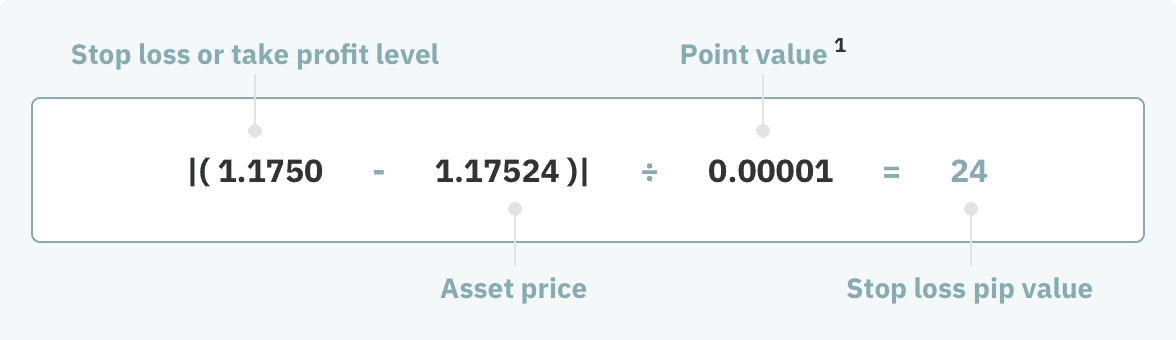 Stop loss or take profit level
Point value 1
|( 1.1750 - 1.17524 )| ÷ 0.00001 = 24
Asset price
Stop loss pip value